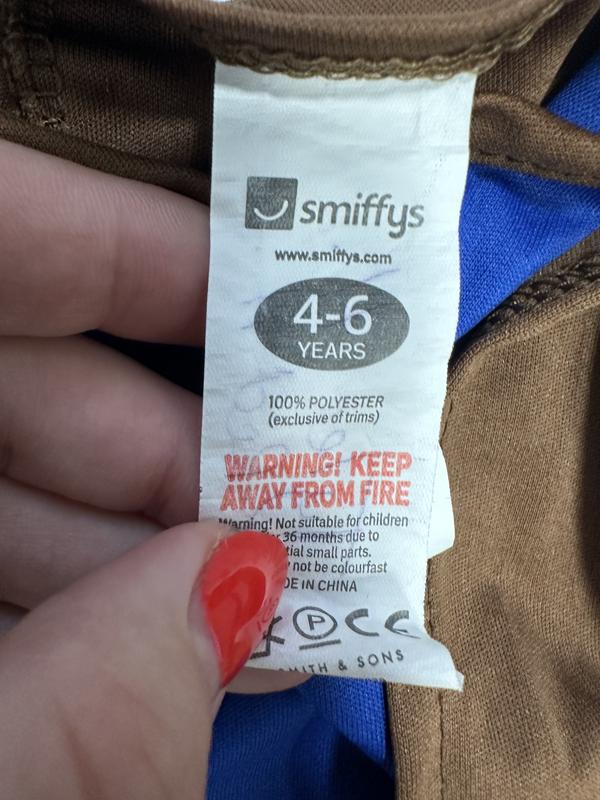 smiffys
www.smiffys.com
4-6
YEARS
100% POLYESTER
(exclusive of trims)
WARNING! KEEP
AWAY FROM FIRE
Warning! Not suitable for children
36 months due to
small parts.
not be colourfast
IN CHINA
P CE
& SONS